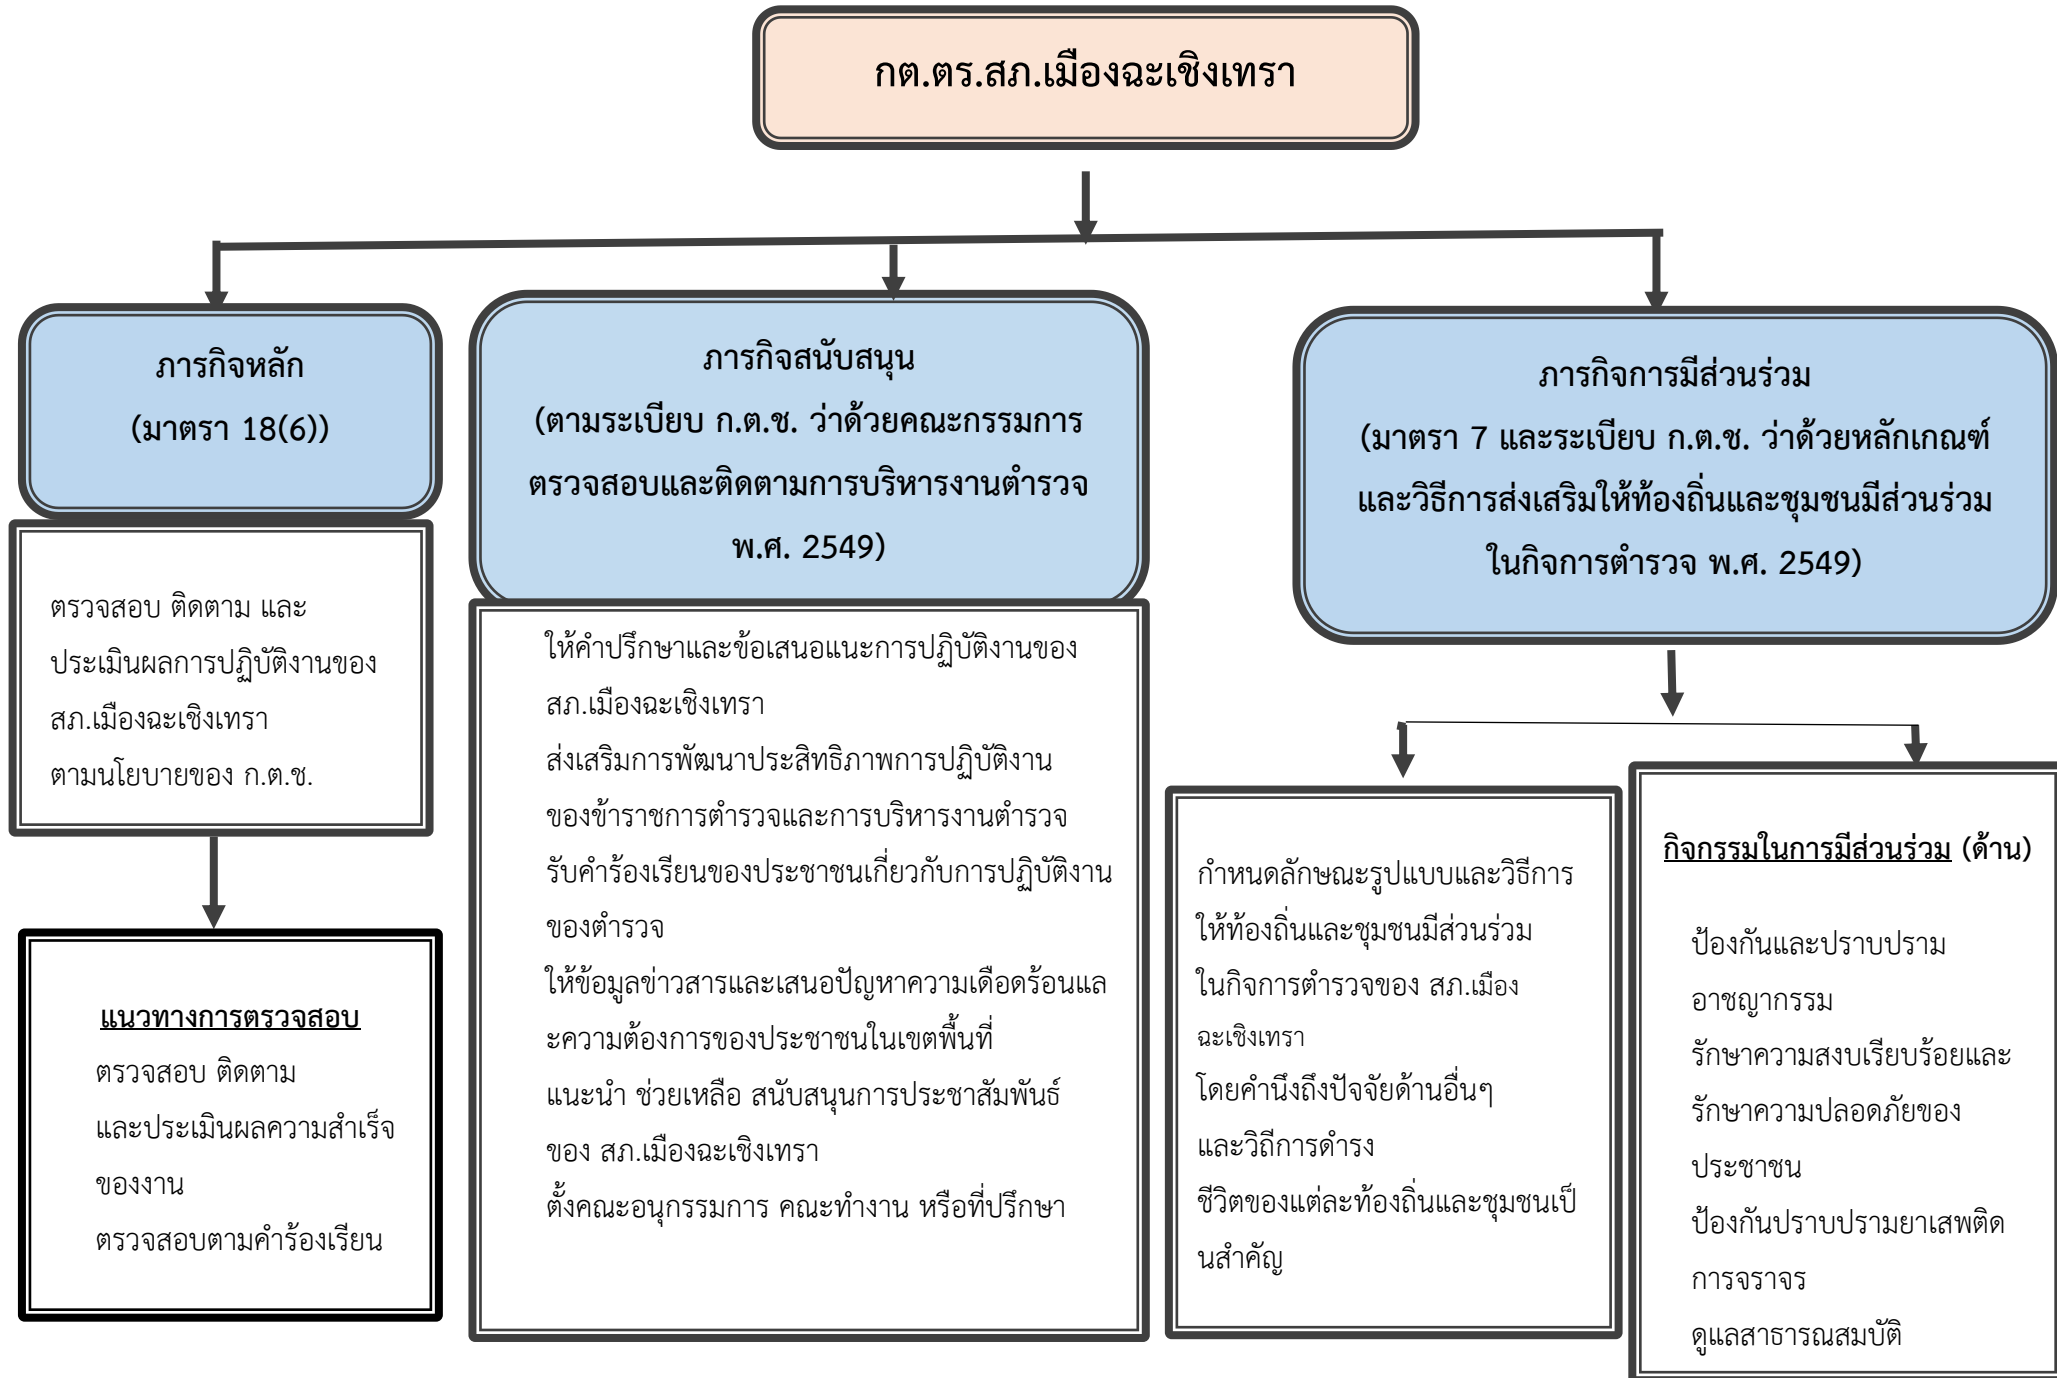 กต.ตร.สภ.เมืองฉะเชิงเทรา
ภารกิจหลัก
(มาตรา 18(6))
ตรวจสอบ ติดตาม และ
ประเมินผลการปฏิบัติงานของ
สภ.เมืองฉะเชิงเทรา
ตามนโยบายของ ก.ต.ช.
แนวทางการตรวจสอบ
ตรวจสอบ ติดตาม
และประเมินผลความสำเร็จ
ของงาน
ตรวจสอบตามคำร้องเรียน
ภารกิจสนับสนุน
(ตามระเบียบ ก.ต.ช. ว่าด้วยคณะกรรมการ
ตรวจสอบและติดตามการบริหารงานตำรวจ
พ.ศ. 2549)
ให้คำปรึกษาและข้อเสนอแนะการปฏิบัติงานของ
สภ.เมืองฉะเชิงเทรา
ส่งเสริมการพัฒนาประสิทธิภาพการปฏิบัติงาน
ของข้าราชการตำรวจและการบริหารงานตำรวจ
รับคำร้องเรียนของประชาชนเกี่ยวกับการปฏิบัติงาน
ของตำรวจ
ให้ข้อมูลข่าวสารและเสนอปัญหาความเดือดร้อนแล
ะความต้องการของประชาชนในเขตพื้นที่
แนะนำ ช่วยเหลือ สนับสนุนการประชาสัมพันธ์
ของ สภ.เมืองฉะเชิงเทรา
ตั้งคณะอนุกรรมการ คณะทำงาน หรือที่ปรึกษา
ภารกิจการมีส่วนร่วม
(มาตรา 7 และระเบียบ ก.ต.ช. ว่าด้วยหลักเกณฑ์
และวิธีการส่งเสริมให้ท้องถิ่นและชุมชนมีส่วนร่วม
ในกิจการตำรวจ พ.ศ. 2549)
กำหนดลักษณะรูปแบบและวิธีการ
ให้ท้องถิ่นและชุมชนมีส่วนร่วม
ในกิจการตำรวจของ สภ.เมือง
ฉะเชิงเทรา
โดยคำนึงถึงปัจจัยด้านอื่นๆ
และวิถีการดำรง
ชีวิตของแต่ละท้องถิ่นและชุมชนเป็
นสำคัญ
กิจกรรมในการมีส่วนร่วม (ด้าน)
ป้องกันและปราบปราม
อาชญากรรม
รักษาความสงบเรียบร้อยและ
รักษาความปลอดภัยของ
ประชาชน
ป้องกันปราบปรามยาเสพติด
การจราจร
ดูแลสาธารณสมบัติ